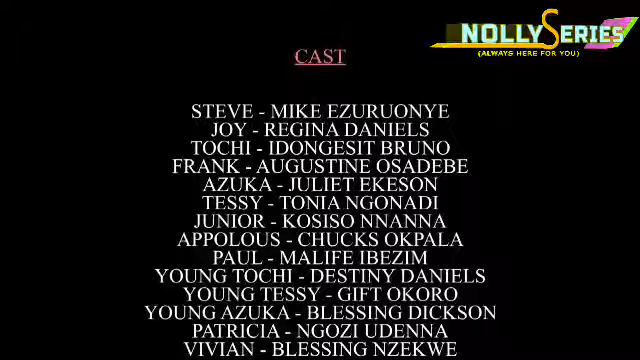 NOLLYSERIES
(ALWAYS HERE FOR YOU)
CAST
STEVE - MIKE EZURUONYE
JOY - REGINA DANIELS
TOCHI - IDONGESIT BRUNO
FRANK - AUGUSTINE OSADEBE
AZUKA - JULIET EKESON
TESSY - TONIA NGONADI
JUNIOR - KOSISO NNANNA
APPOLOUS - CHUCKS OKPALA
PAUL - MALIFE IBEZIM
YOUNG TOCHI - DESTINY DANIELS
YOUNG TESSY - GIFT OKORO
YOUNG AZUKA - BLESSING DICKSON
PATRICIA - NGOZI UDENNA
VIVIAN - BLESSING NZEKWE